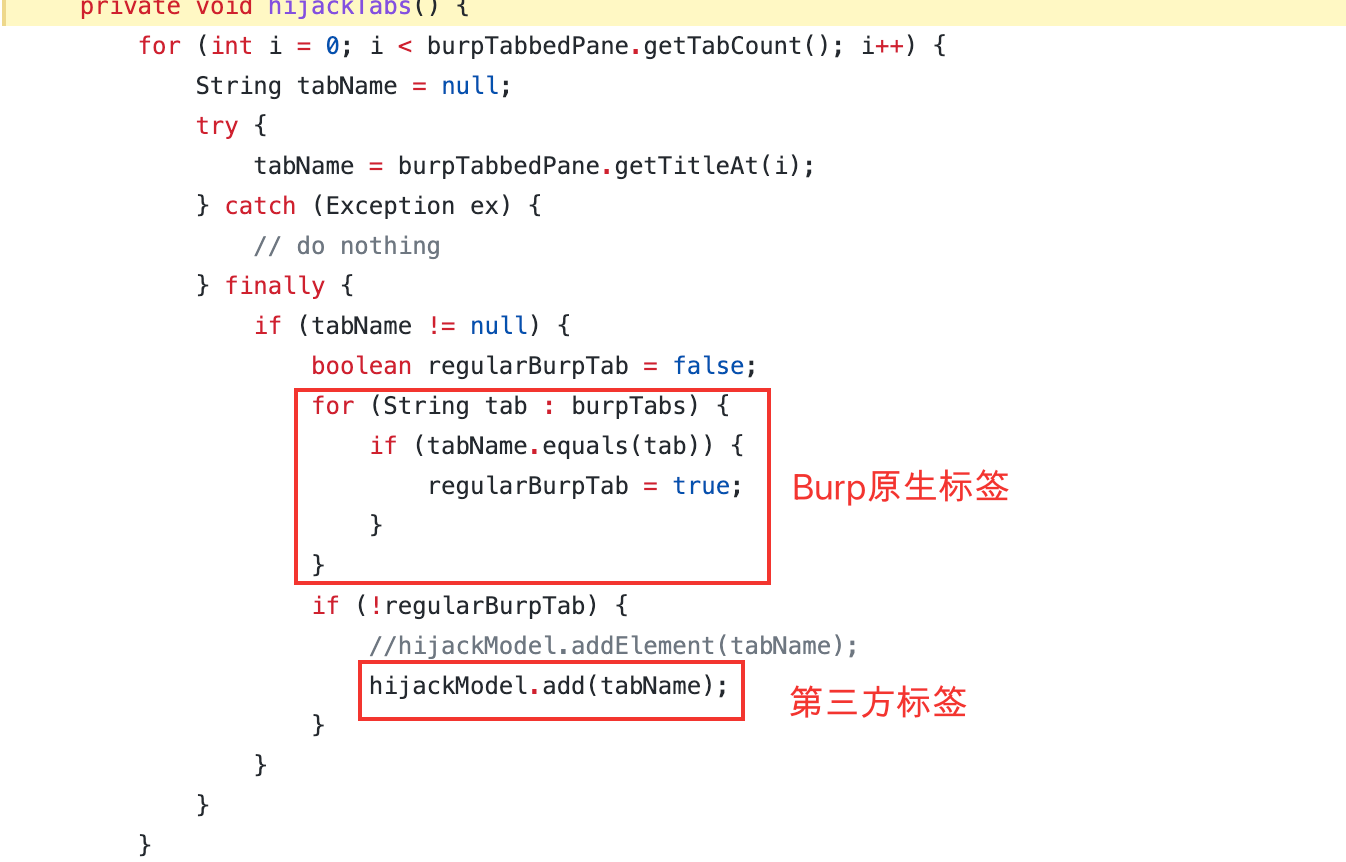 private void hijackTabs() {
for (int i = 0; i < burpTabbedPane.getTabCount(); i++) {
String tabName = null;
try {
tabName = burpTabbedPane.getTitleAt(i);
} catch (Exception ex) {
// do nothing
} finally {
if (tabName != null) {
boolean regularBurpTab = false;
for (String tab : burpTabs) {
if (tabName.equals(tab)) {
regularBurpTab = true;
Burp原生标签
}
}
if (!regularBurpTab) {
//hijackModel.addElement(tabName);
hijackModel.add(tabName);
第三方标签
}
}
}
}